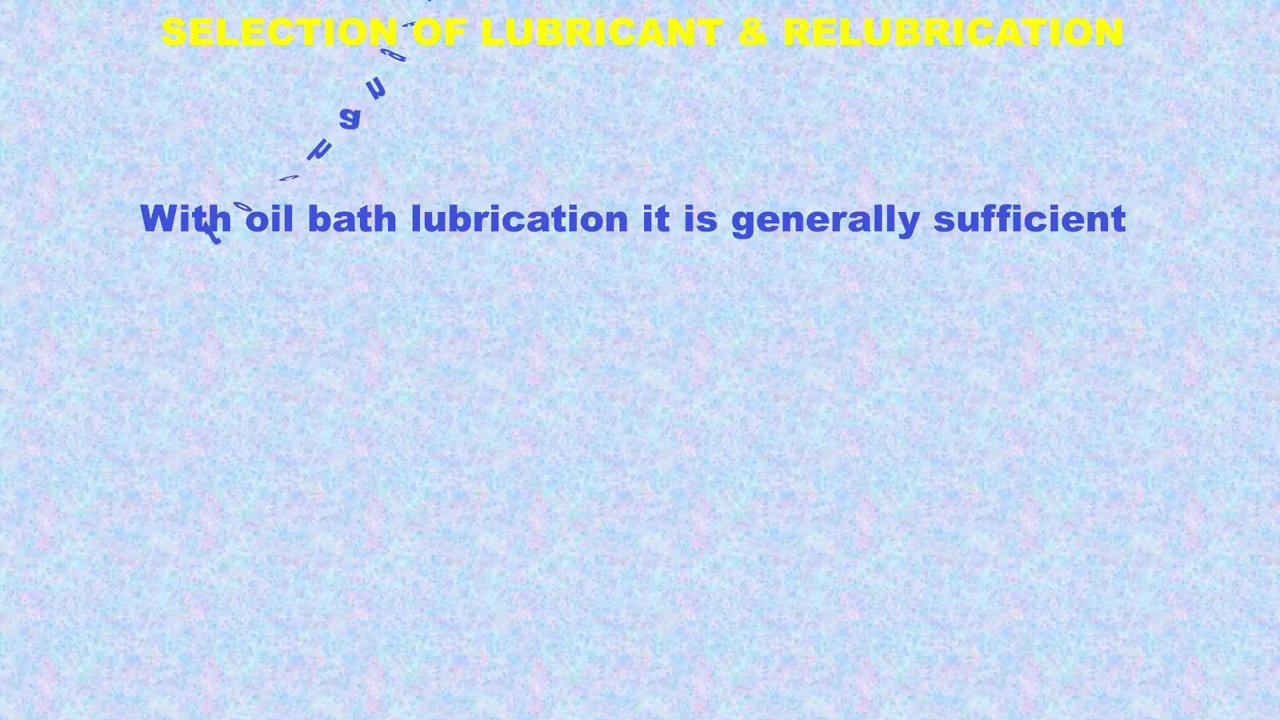 SELECTION OF LUBRICANT & RELUBRICATION
With oil bath lubrication it is generally sufficient